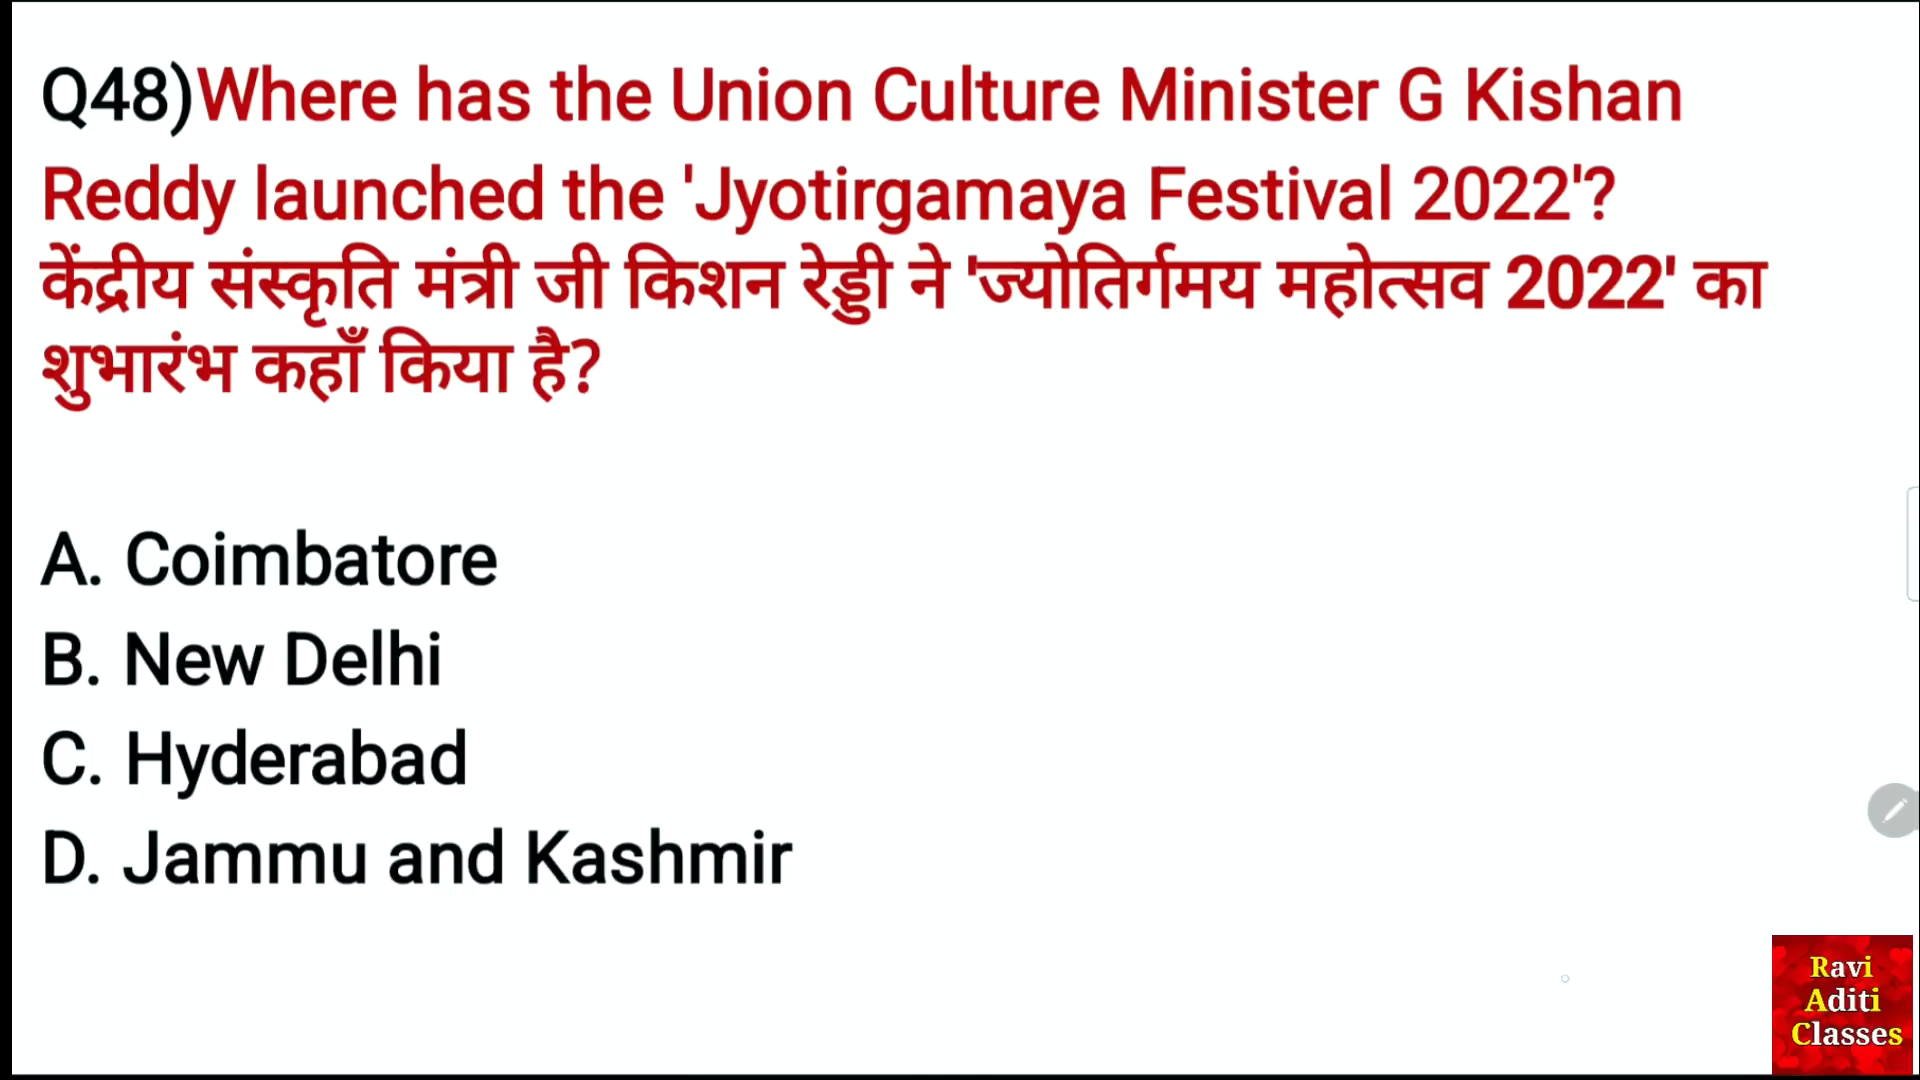 Q48)Where has the Union Culture Minister G Kishan
Reddy launched the 'Jyotirgamaya Festival 2022'?
केंद्रीय संस्कृति मंत्री जी किशन रेड्डी ने 'ज्योतिर्गमय महोत्सव 2022' का
शुभारंभ कहाँ किया है?
A. Coimbatore
B. New Delhi
C. Hyderabad
D. Jammu and Kashmir
Ravi
Aditi
Classes